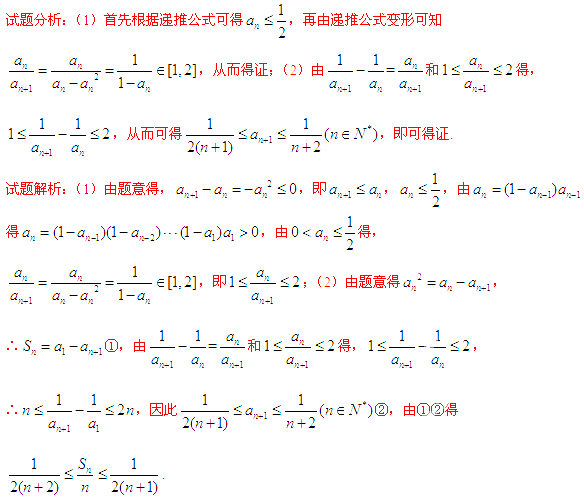 试题分析：（1）首先根据递推公式可得 $a_n \le \frac{1}{2}$，再由递推公式变形可知
$\frac{a_n}{a_{n+1}} = \frac{a_n}{a_n - a_n^2} = \frac{1}{1-a_n} \in [1,2]$，从而得证；（2）由 $\frac{1}{a_{n+1}} - \frac{1}{a_n} = \frac{a_n}{a_{n+1}}$ 和 $1 \le \frac{a_n}{a_{n+1}} \le 2$ 得，
$1 \le \frac{1}{a_{n+1}} - \frac{1}{a_n} \le 2$，从而可得 $\frac{1}{2(n+1)} \le a_{n+1} \le \frac{1}{n+2} (n \in N^*)$，即可得证.
试题解析：（1）由题意得，$a_{n+1} - a_n = -a_n^2 \le 0$，即 $a_{n+1} \le a_n$，$a_n \le \frac{1}{2}$，由 $a_n = (1-a_{n-1})a_{n-1}$
得 $a_n = (1-a_{n-1})(1-a_{n-2})\cdots(1-a_1)a_1 > 0$，由 $0 < a_n \le \frac{1}{2}$ 得，
$\frac{a_n}{a_{n+1}} = \frac{a_n}{a_n - a_n^2} = \frac{1}{1-a_n} \in [1,2]$，即 $1 \le \frac{a_n}{a_{n+1}} \le 2$；（2）由题意得 $a_n^2 = a_n - a_{n+1}$，
∴ $S_n = a_1 - a_{n+1}$①，由 $\frac{1}{a_{n+1}} - \frac{1}{a_n} = \frac{a_n}{a_{n+1}}$ 和 $1 \le \frac{a_n}{a_{n+1}} \le 2$ 得，$1 \le \frac{1}{a_{n+1}} - \frac{1}{a_n} \le 2$，
∴ $n \le \frac{1}{a_{n+1}} - \frac{1}{a_1} \le 2n$，因此 $\frac{1}{2(n+1)} \le a_{n+1} \le \frac{1}{n+2} (n \in N^*)$②，由①②得
$\frac{1}{2(n+2)} \le \frac{S_n}{n} \le \frac{1}{2(n+1)}$.